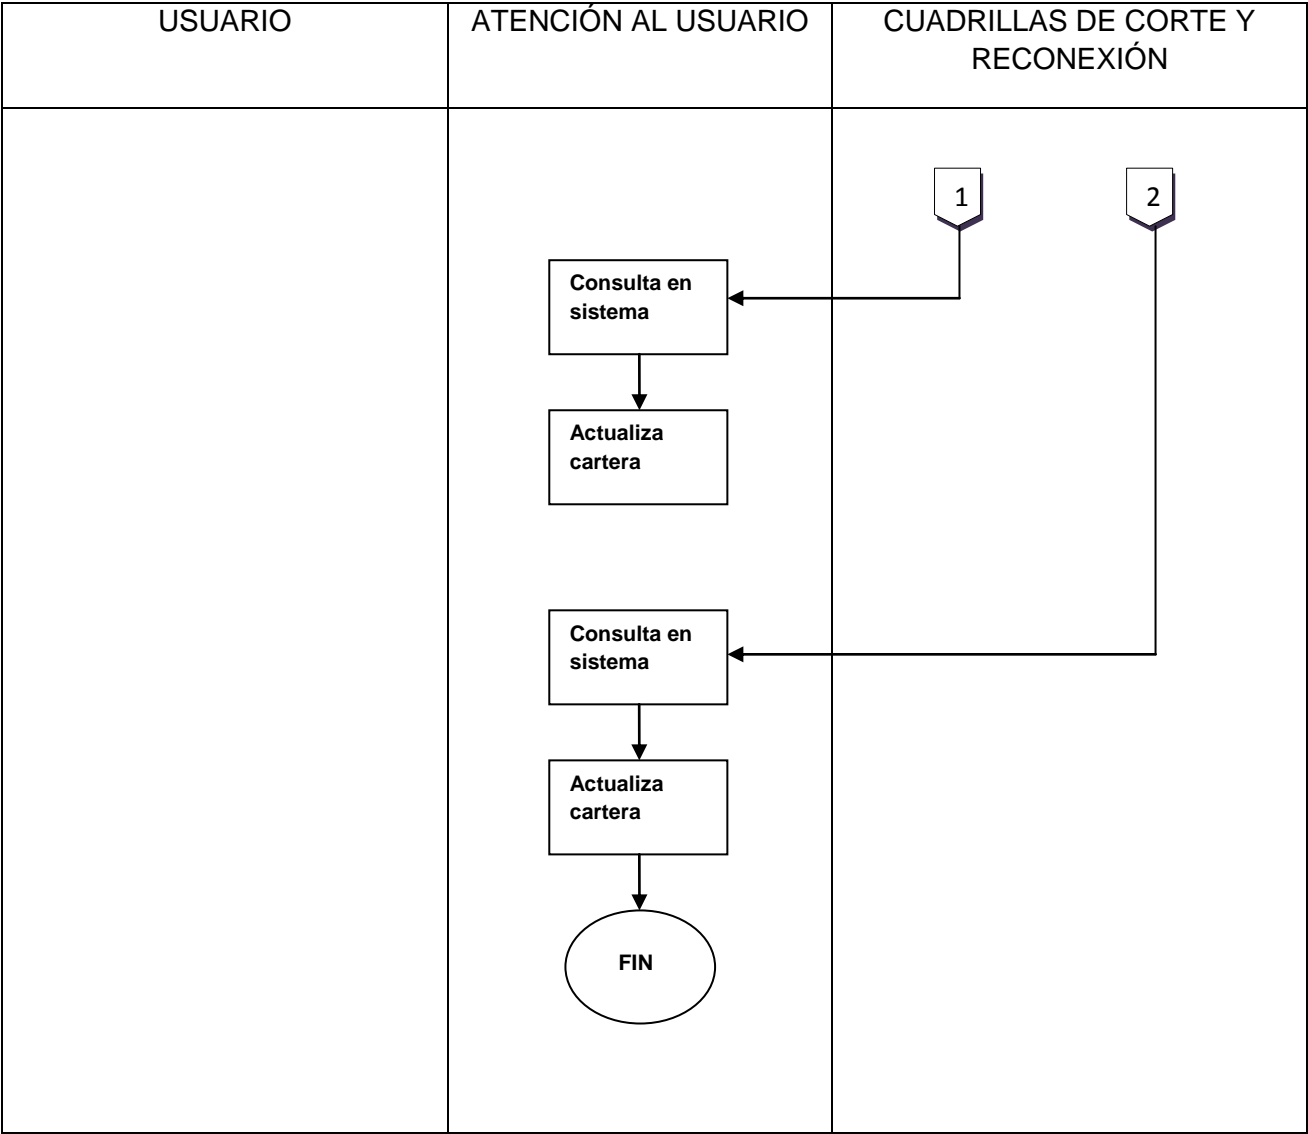 USUARIO
ATENCIÓN AL USUARIO
CUADRILLAS DE CORTE Y
RECONEXIÓN
1
2
Consulta en
sistema
Actualiza
cartera
Consulta en
sistema
Actualiza
cartera
FIN